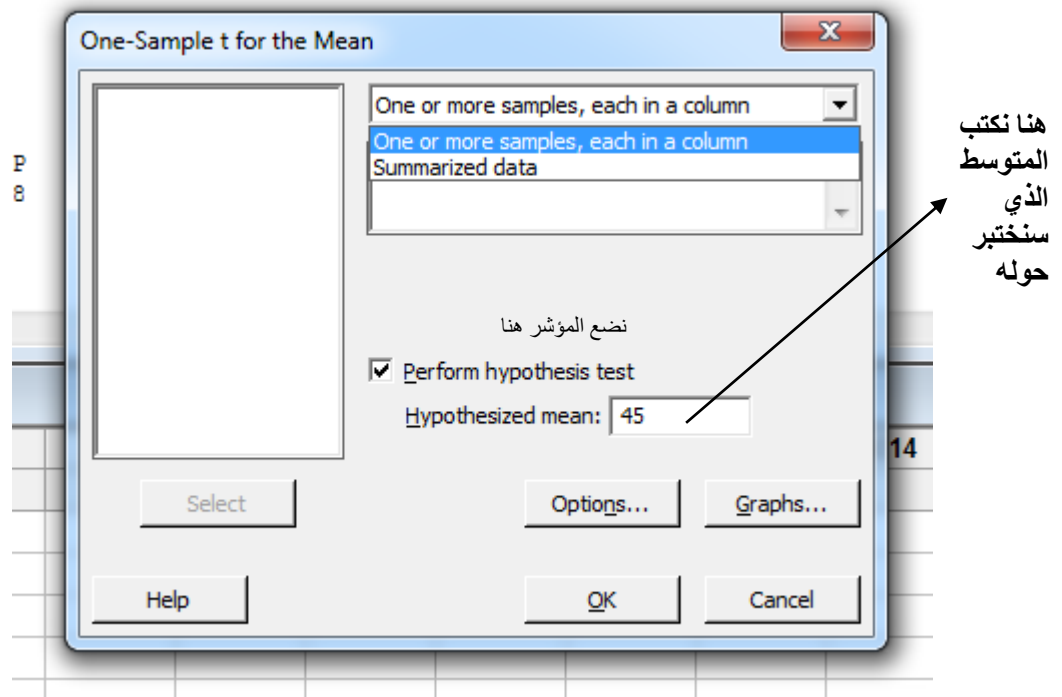 One-Sample t for the Mean
One or more samples, each in a column
One or more samples, each in a column
Summarized data
هنا نكتب
المتوسط
الذي
سنختبر
حوله
P
8
نضع المؤشر هنا
Perform hypothesis test
Hypothesized mean: 45
14
Select
Options...
Graphs...
Help
OK
Cancel